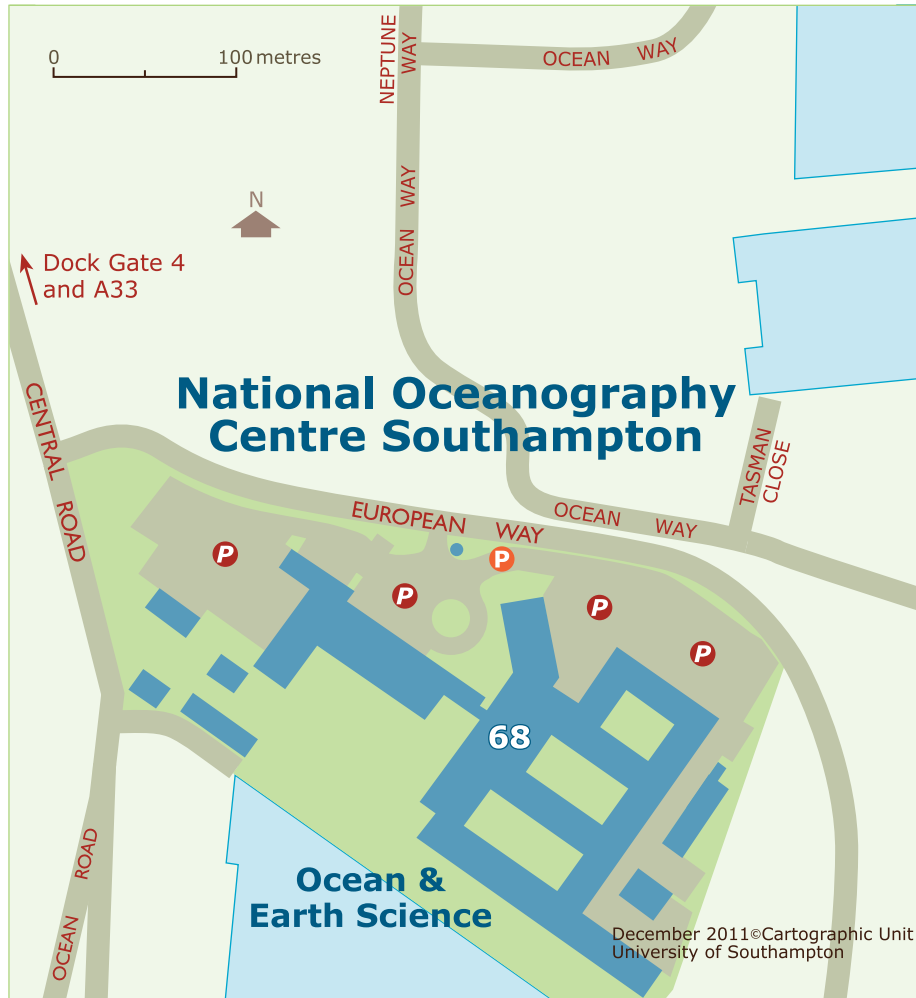 0 100 metres
NEPTUNE
WAY
OCEAN WAY
OCEAN WAY
N
Dock Gate 4
and A33
CENTRAL ROAD
National Oceanography
Centre Southampton
TASMAN
CLOSE
EUROPEAN WAY
OCEAN WAY
P
P
P
P
P
68
OCEAN ROAD
Ocean &
Earth Science
December 2011©Cartographic Unit
University of Southampton